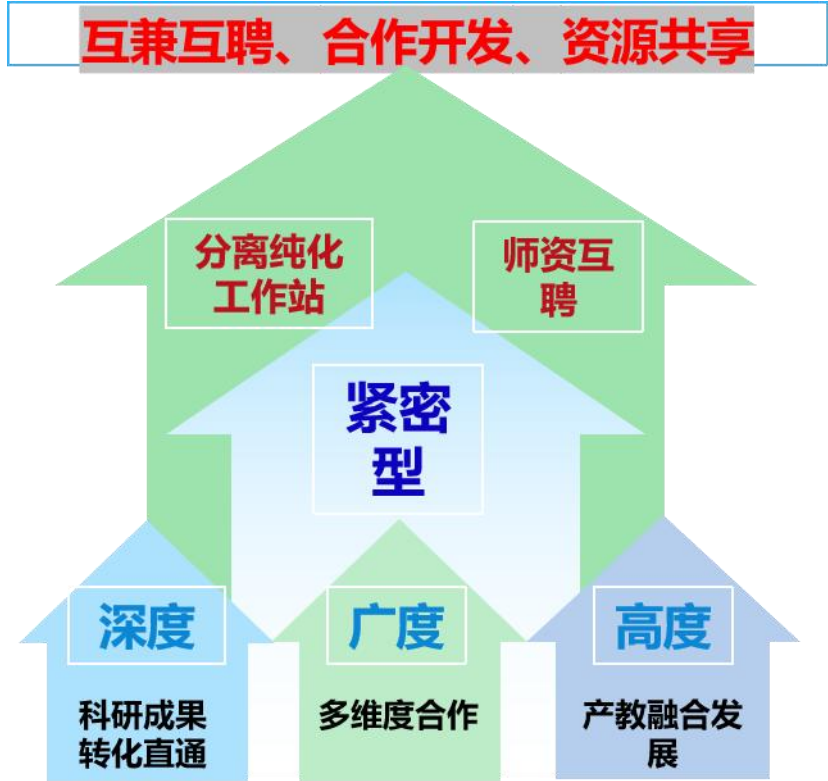 互兼互聘、合作开发、资源共享
分离纯化
工作站
师资互
聘
紧密
型
深度
广度
高度
科研成果
转化直通
多维度合作
产教融合发
展